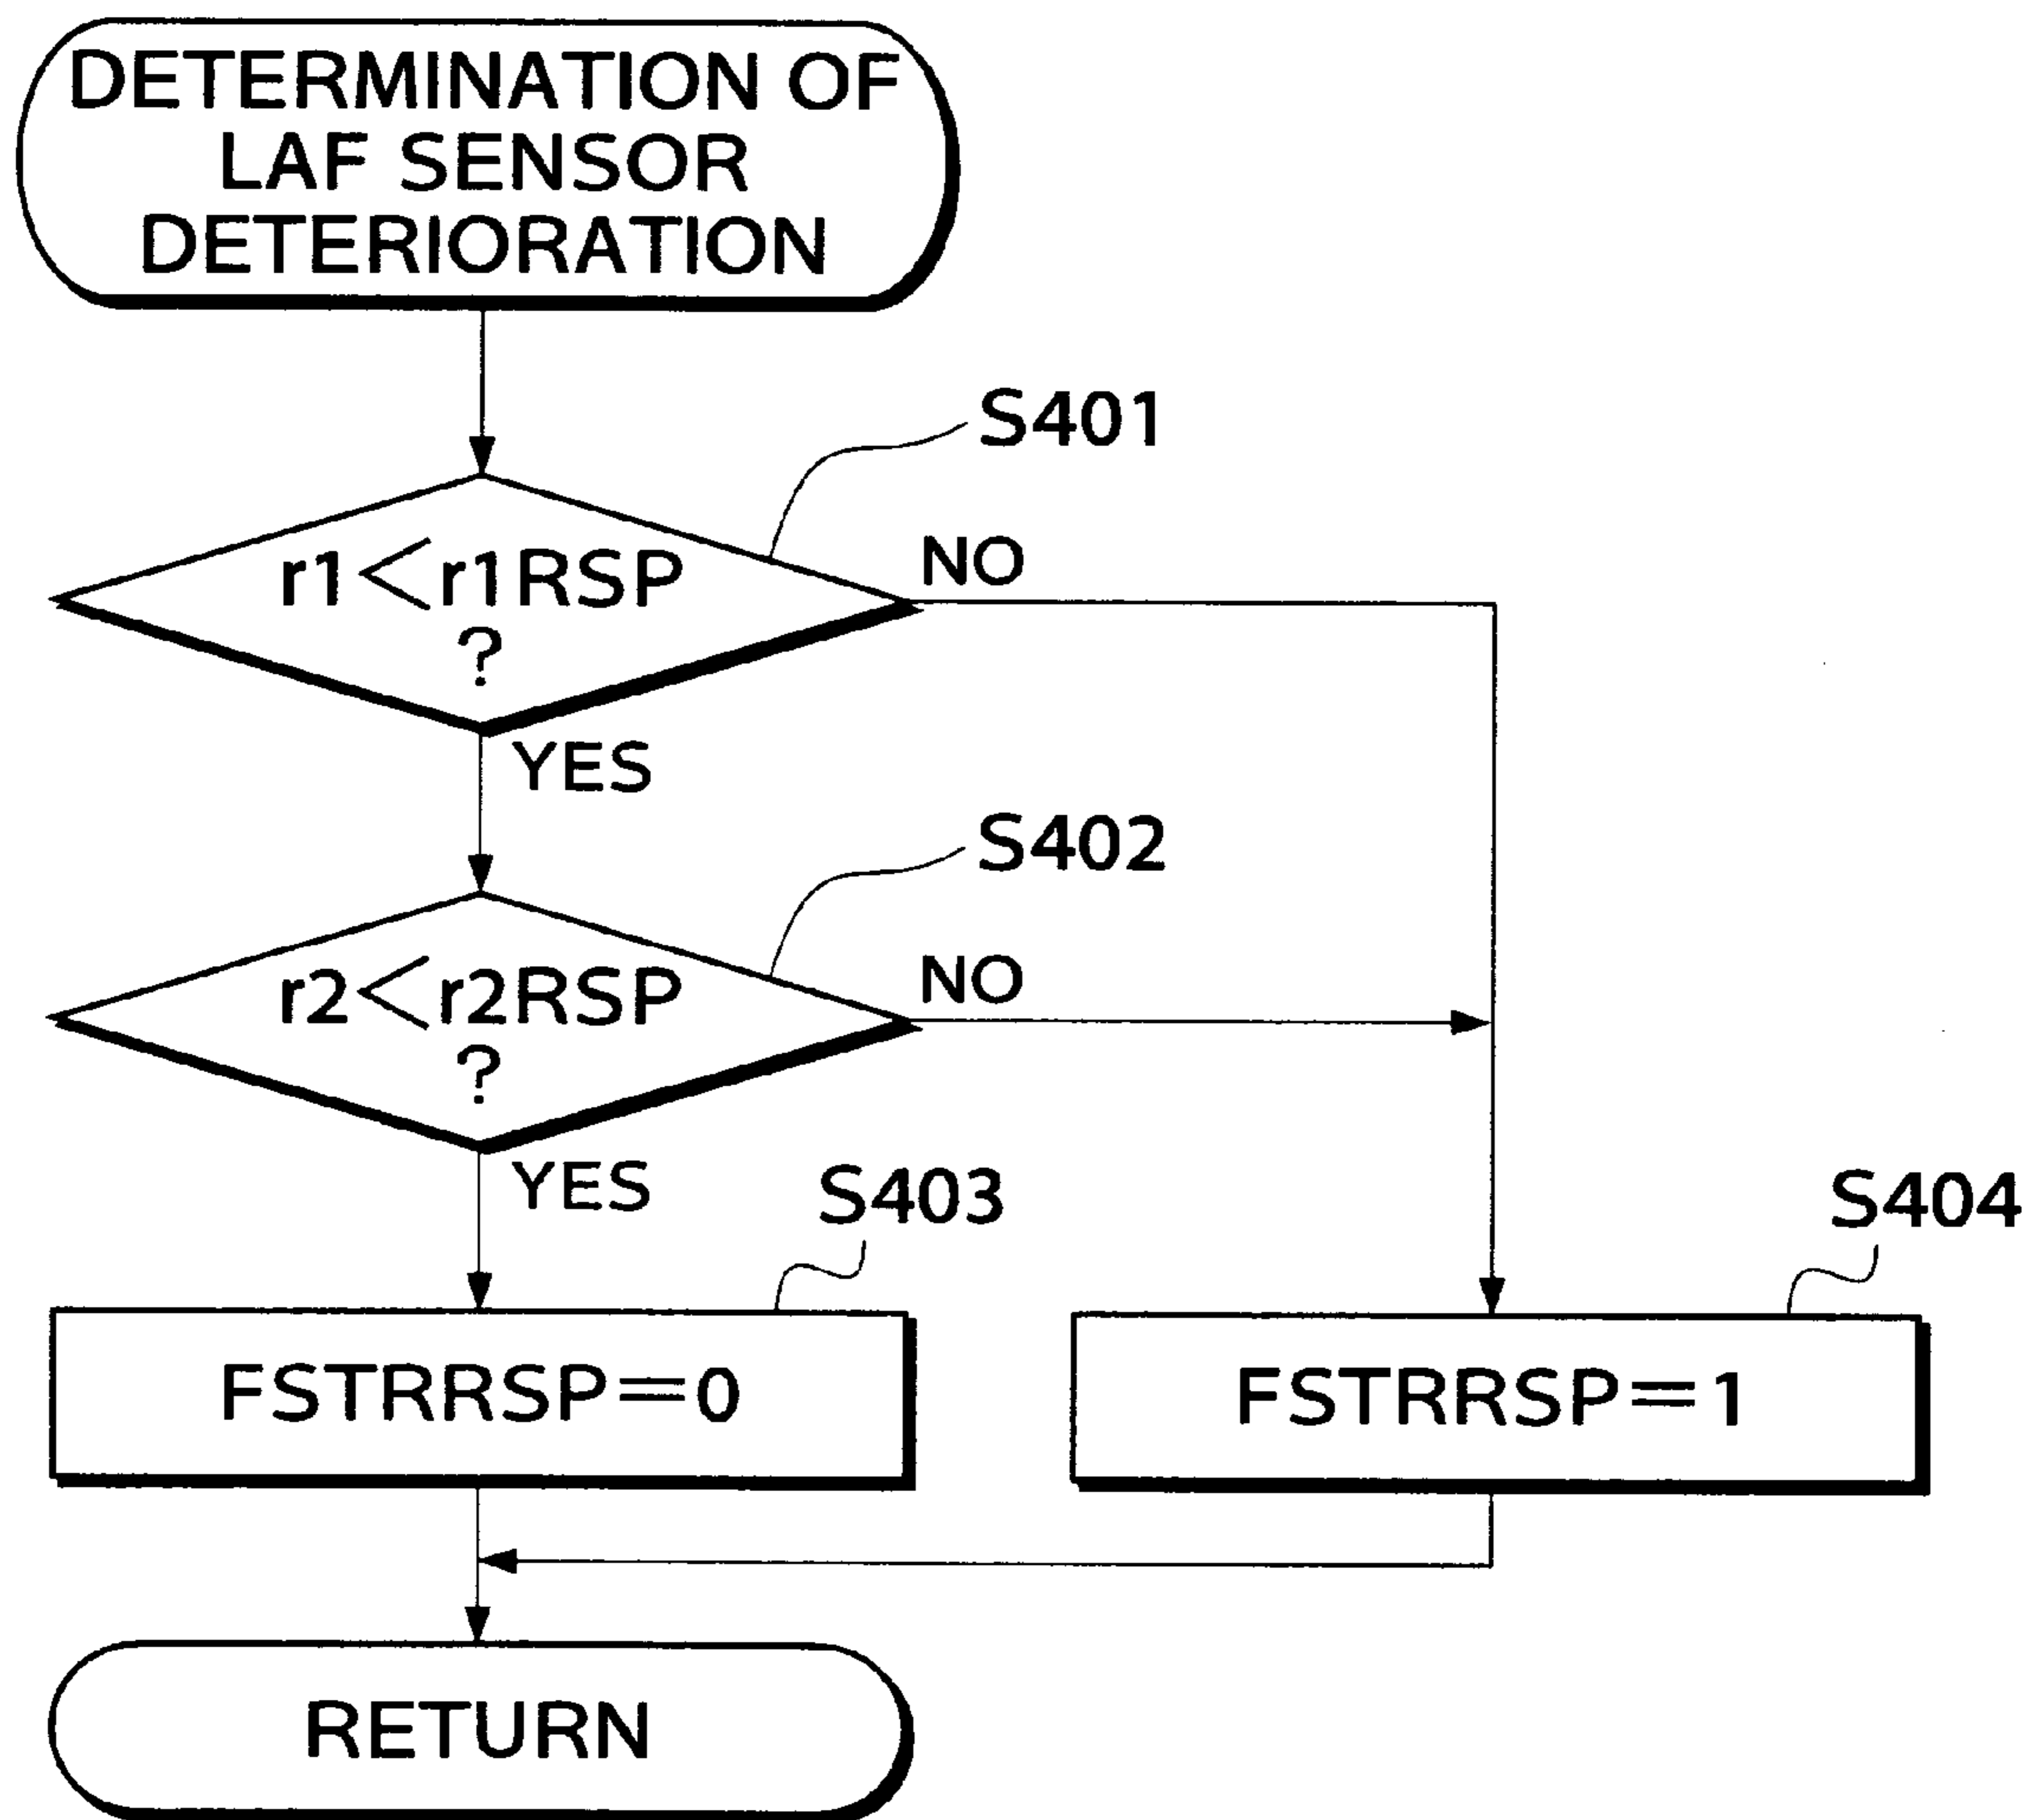 DETERMINATION OF
LAF SENSOR
DETERIORATION
S401
r1<r1RSP
?
NO
YES
S402
r2<r2RSP
?
NO
YES
S403
S404
FSTRRSP=0
FSTRRSP=1
RETURN